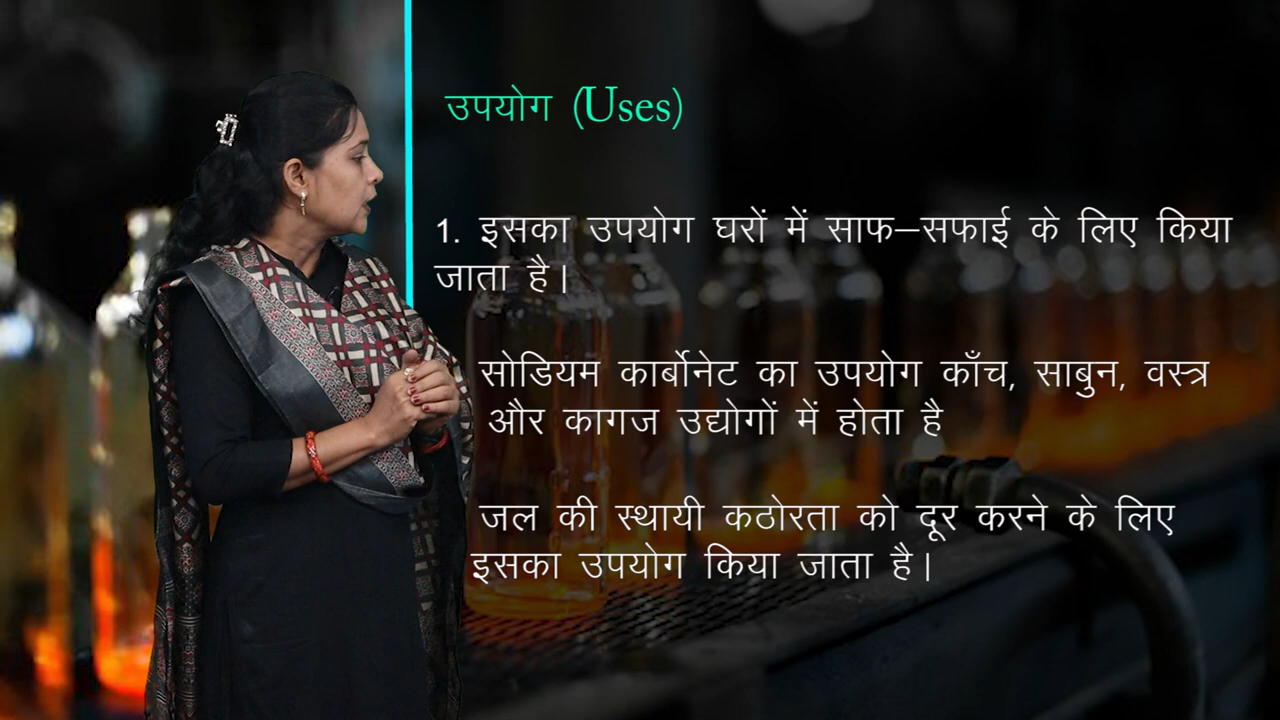 उपयोग (Uses)
1. इसका उपयोग घरों में साफ–सफाई के लिए किया
जाता है।
सोडियम कार्बोनेट का उपयोग काँच, साबुन, वस्त्र
और कागज उद्योगों में होता है
जल की स्थायी कठोरता को दूर करने के लिए
इसका उपयोग किया जाता है।